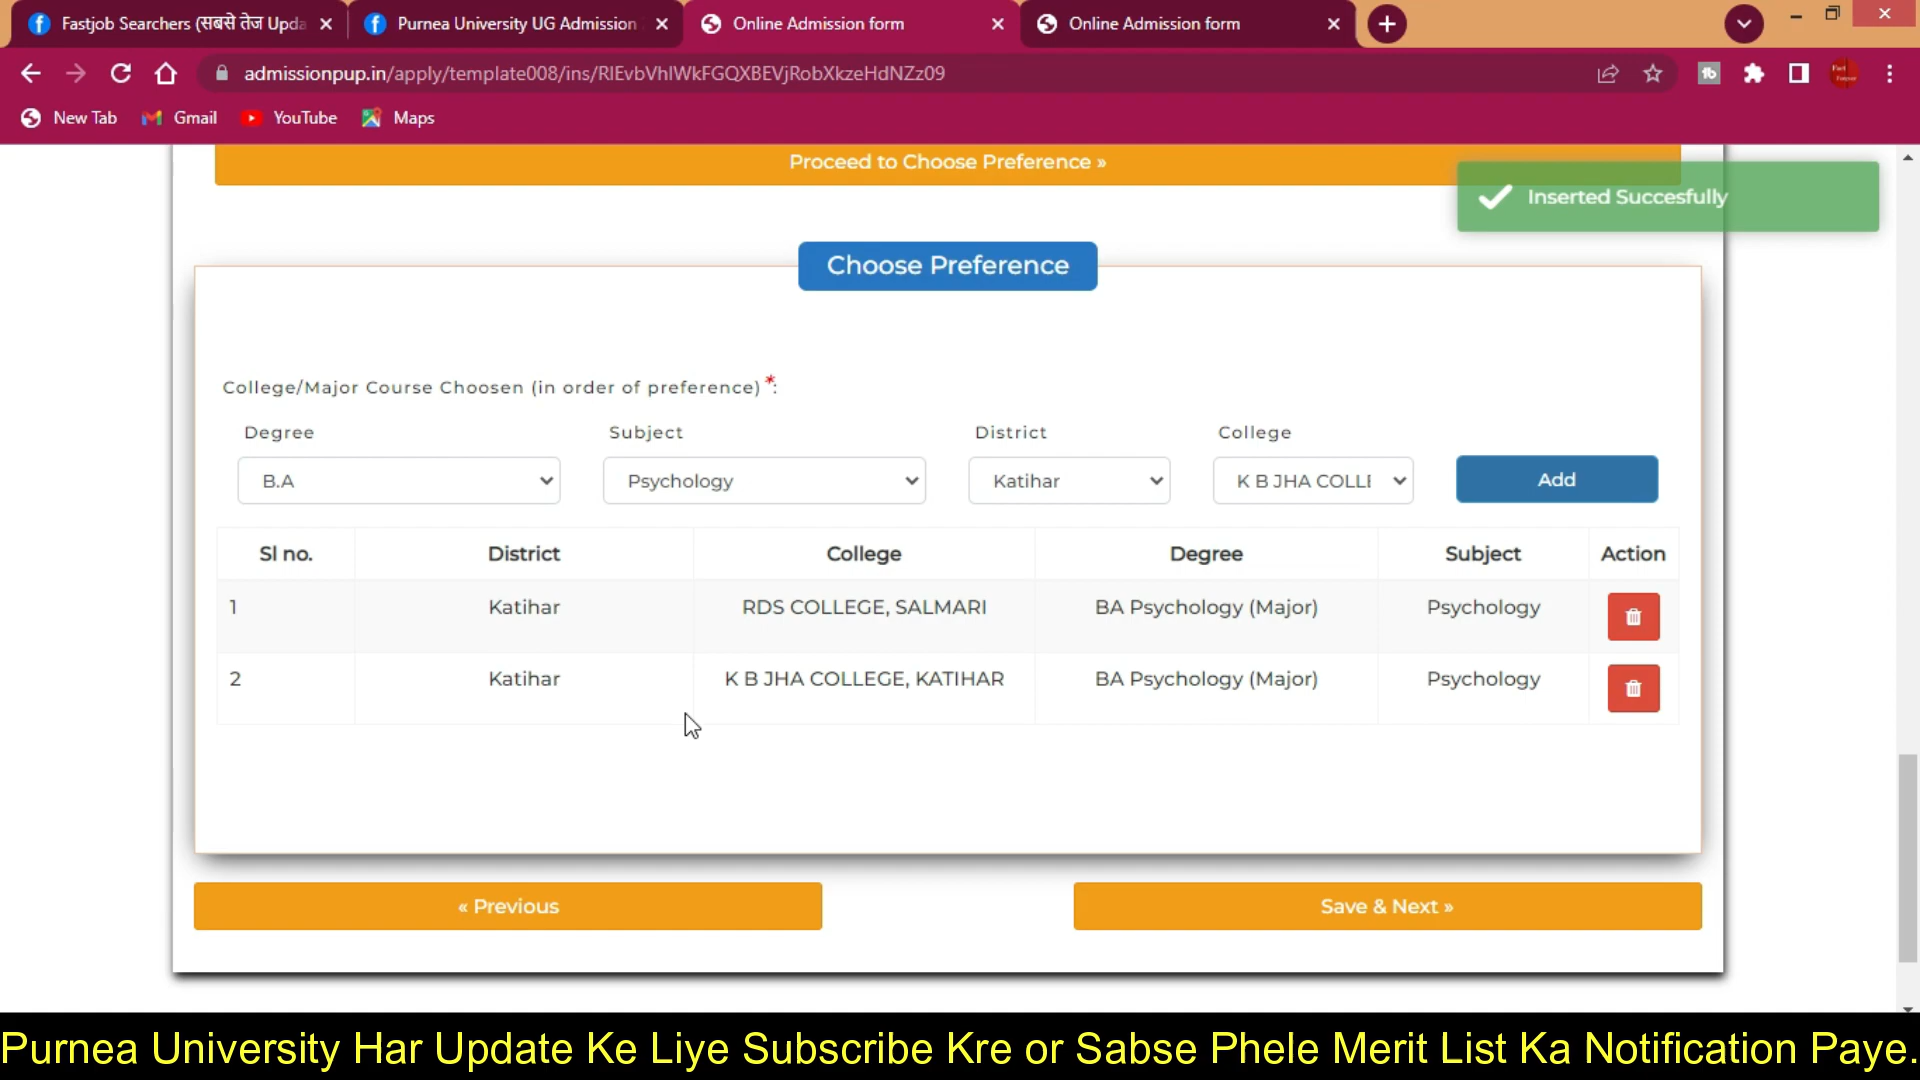 Fastjob Searchers (सबसे तेज Upda
Purnea University UG Admission
Online Admission form
Online Admission form
admissionpup.in/apply/template008/ins/RlEvbVhlWkFGQXBEVjRobXkzeHdNZz09
New Tab
Gmail
YouTube
Maps
Proceed to Choose Preference »
Inserted Succesfully
Choose Preference
College/Major Course Choosen (in order of preference)*:
Degree Subject District College
B.A Psychology Katihar K B JHA COLLE Add
Sl no. District College Degree Subject Action
1 Katihar RDS COLLEGE, SALMARI BA Psychology (Major) Psychology
2 Katihar K B JHA COLLEGE, KATIHAR BA Psychology (Major) Psychology
« Previous
Save & Next »
Purnea University Har Update Ke Liye Subscribe Kre or Sabse Phele Merit List Ka Notification Paye.